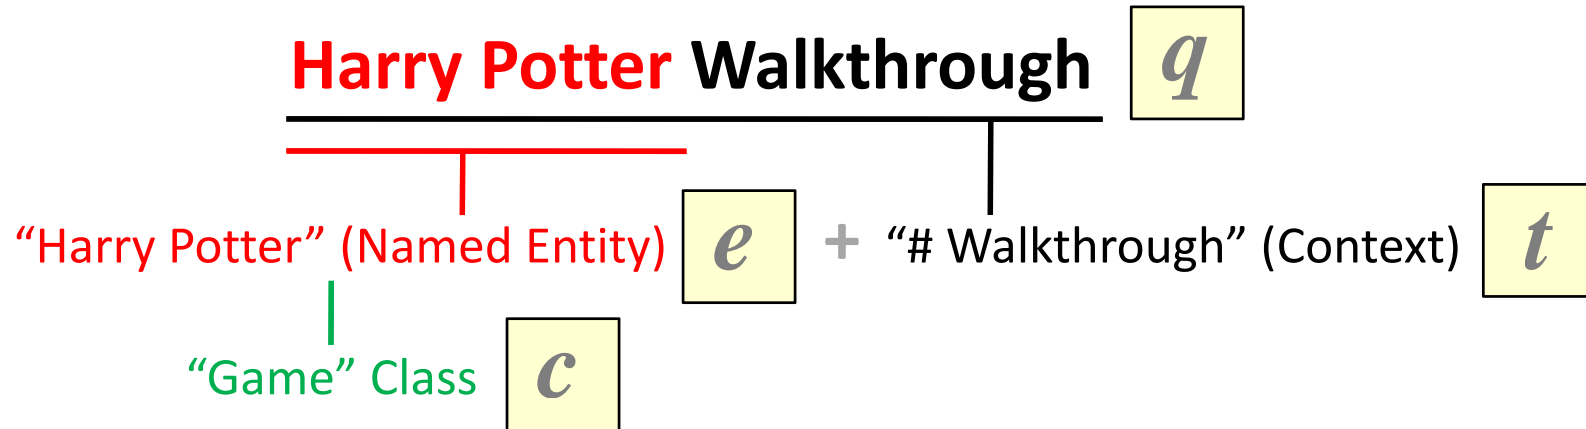 Harry Potter Walkthrough q
“Harry Potter” (Named Entity) e + “# Walkthrough” (Context) t
“Game” Class c